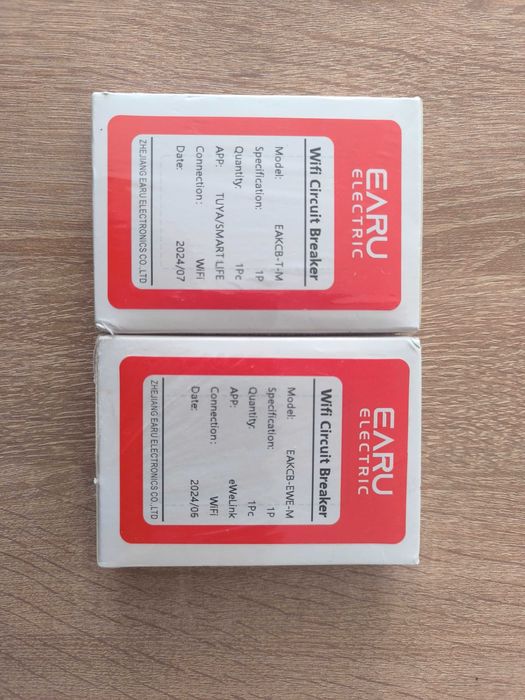 EARU
ELECTRIC
Wifi Circuit Breaker
Model: EAKCB-T-M
Specification: 1P
Quantity: 1Pc
APP: TUYA/SMART LIFE
Connection: WiFi
Date: 2024/07
ZHEJIANG EARU ELECTRONICS CO.,LTD
EARU
ELECTRIC
Wifi Circuit Breaker
Model: EAKCB-EWE-M
Specification: 1P
Quantity: 1Pc
APP: eWeLink
Connection: WiFi
Date: 2024/06
ZHEJIANG EARU ELECTRONICS CO.,LTD